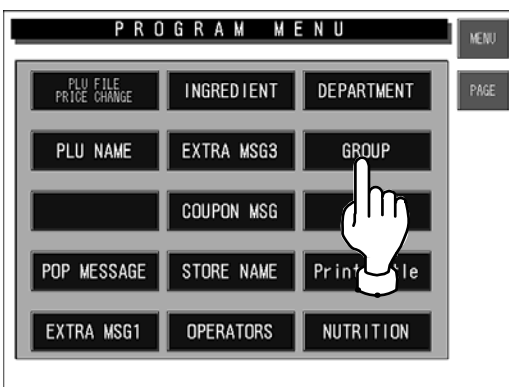 PROGRAM MENU
MENU
PLU FILE
PRICE CHANGE
INGREDIENT
DEPARTMENT
PAGE
PLU NAME
EXTRA MSG3
GROUP
COUPON MSG
POP MESSAGE
STORE NAME
EXTRA MSG1
OPERATORS
NUTRITION